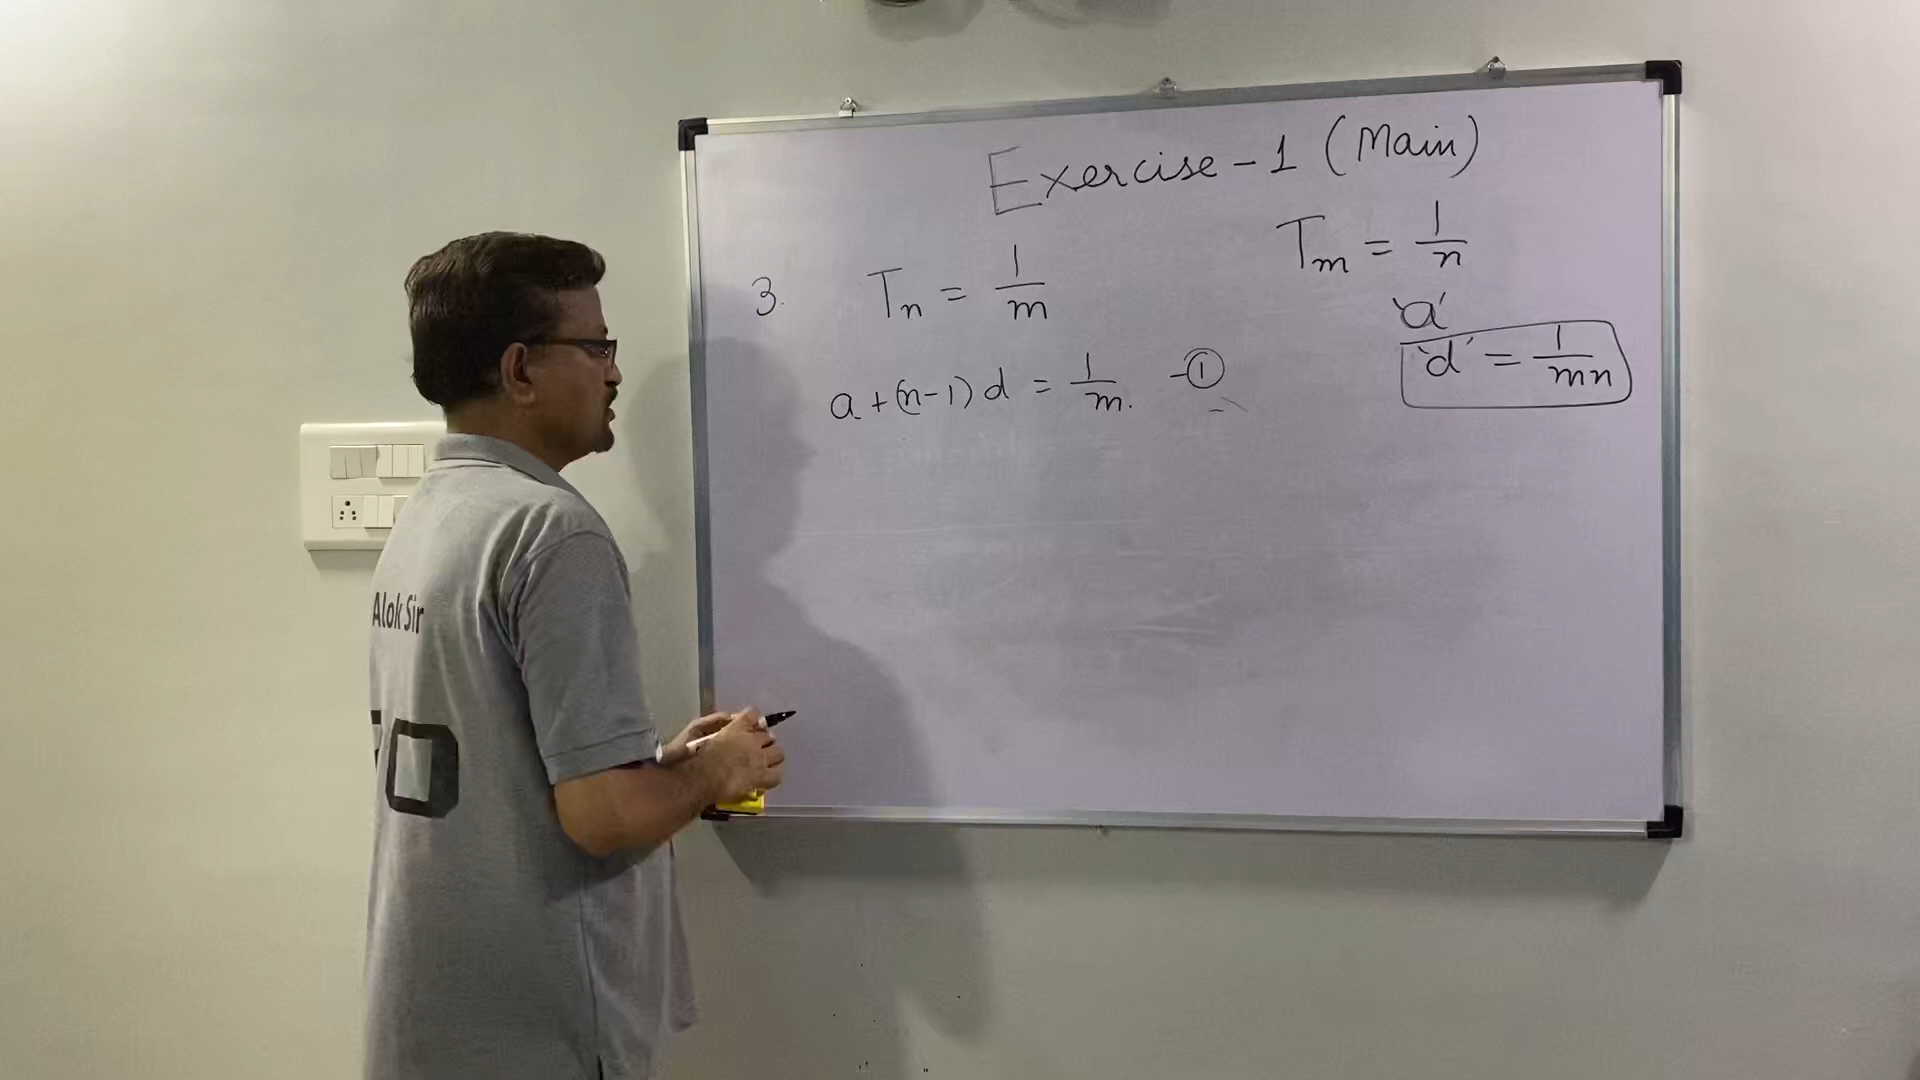 Exercise - 1 (Main)
3. Tn = 1/m
Tm = 1/n
'a'
'd' = 1/mn
a + (n-1) d = 1/m. - ①
Alok Sir